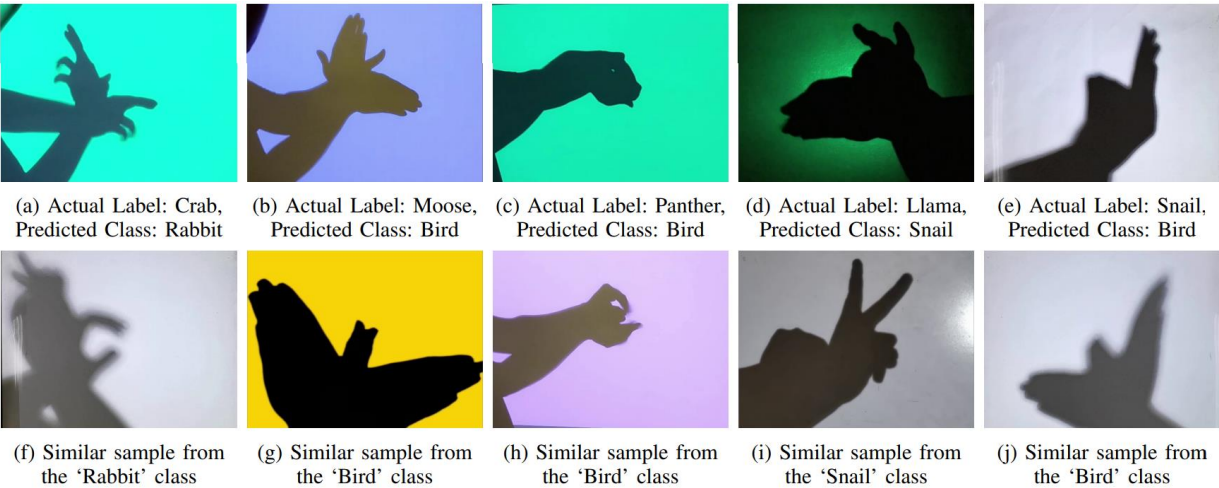 (a) Actual Label: Crab,
Predicted Class: Rabbit
(b) Actual Label: Moose,
Predicted Class: Bird
(c) Actual Label: Panther,
Predicted Class: Bird
(d) Actual Label: Llama,
Predicted Class: Snail
(e) Actual Label: Snail,
Predicted Class: Bird
(f) Similar sample from
the ‘Rabbit’ class
(g) Similar sample from
the ‘Bird’ class
(h) Similar sample from
the ‘Bird’ class
(i) Similar sample from
the ‘Snail’ class
(j) Similar sample from
the ‘Bird’ class